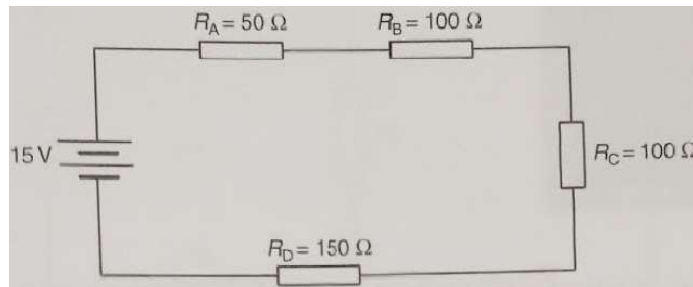 R_A = 50 Ω
R_B = 100 Ω
15 V
R_C = 100 Ω
R_D = 150 Ω